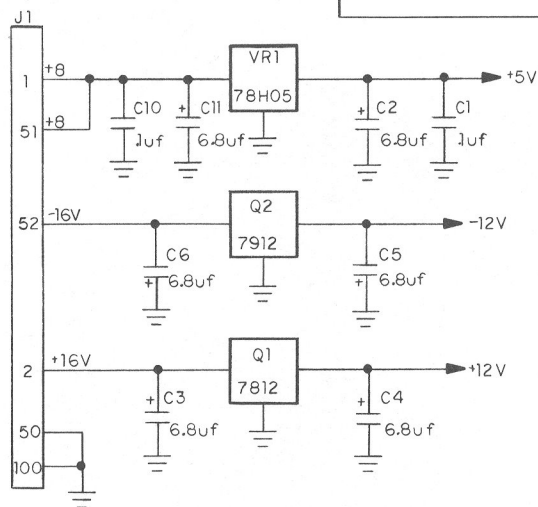 J1
1
+8
51
+8
C10
.1uf
+
C11
6.8uf
VR1
78H05
+
C2
6.8uf
C1
.1uf
+5V
52
-16V
C6
+
6.8uf
Q2
7912
C5
+
6.8uf
-12V
2
+16V
+
C3
6.8uf
Q1
7812
+
C4
6.8uf
+12V
50
100